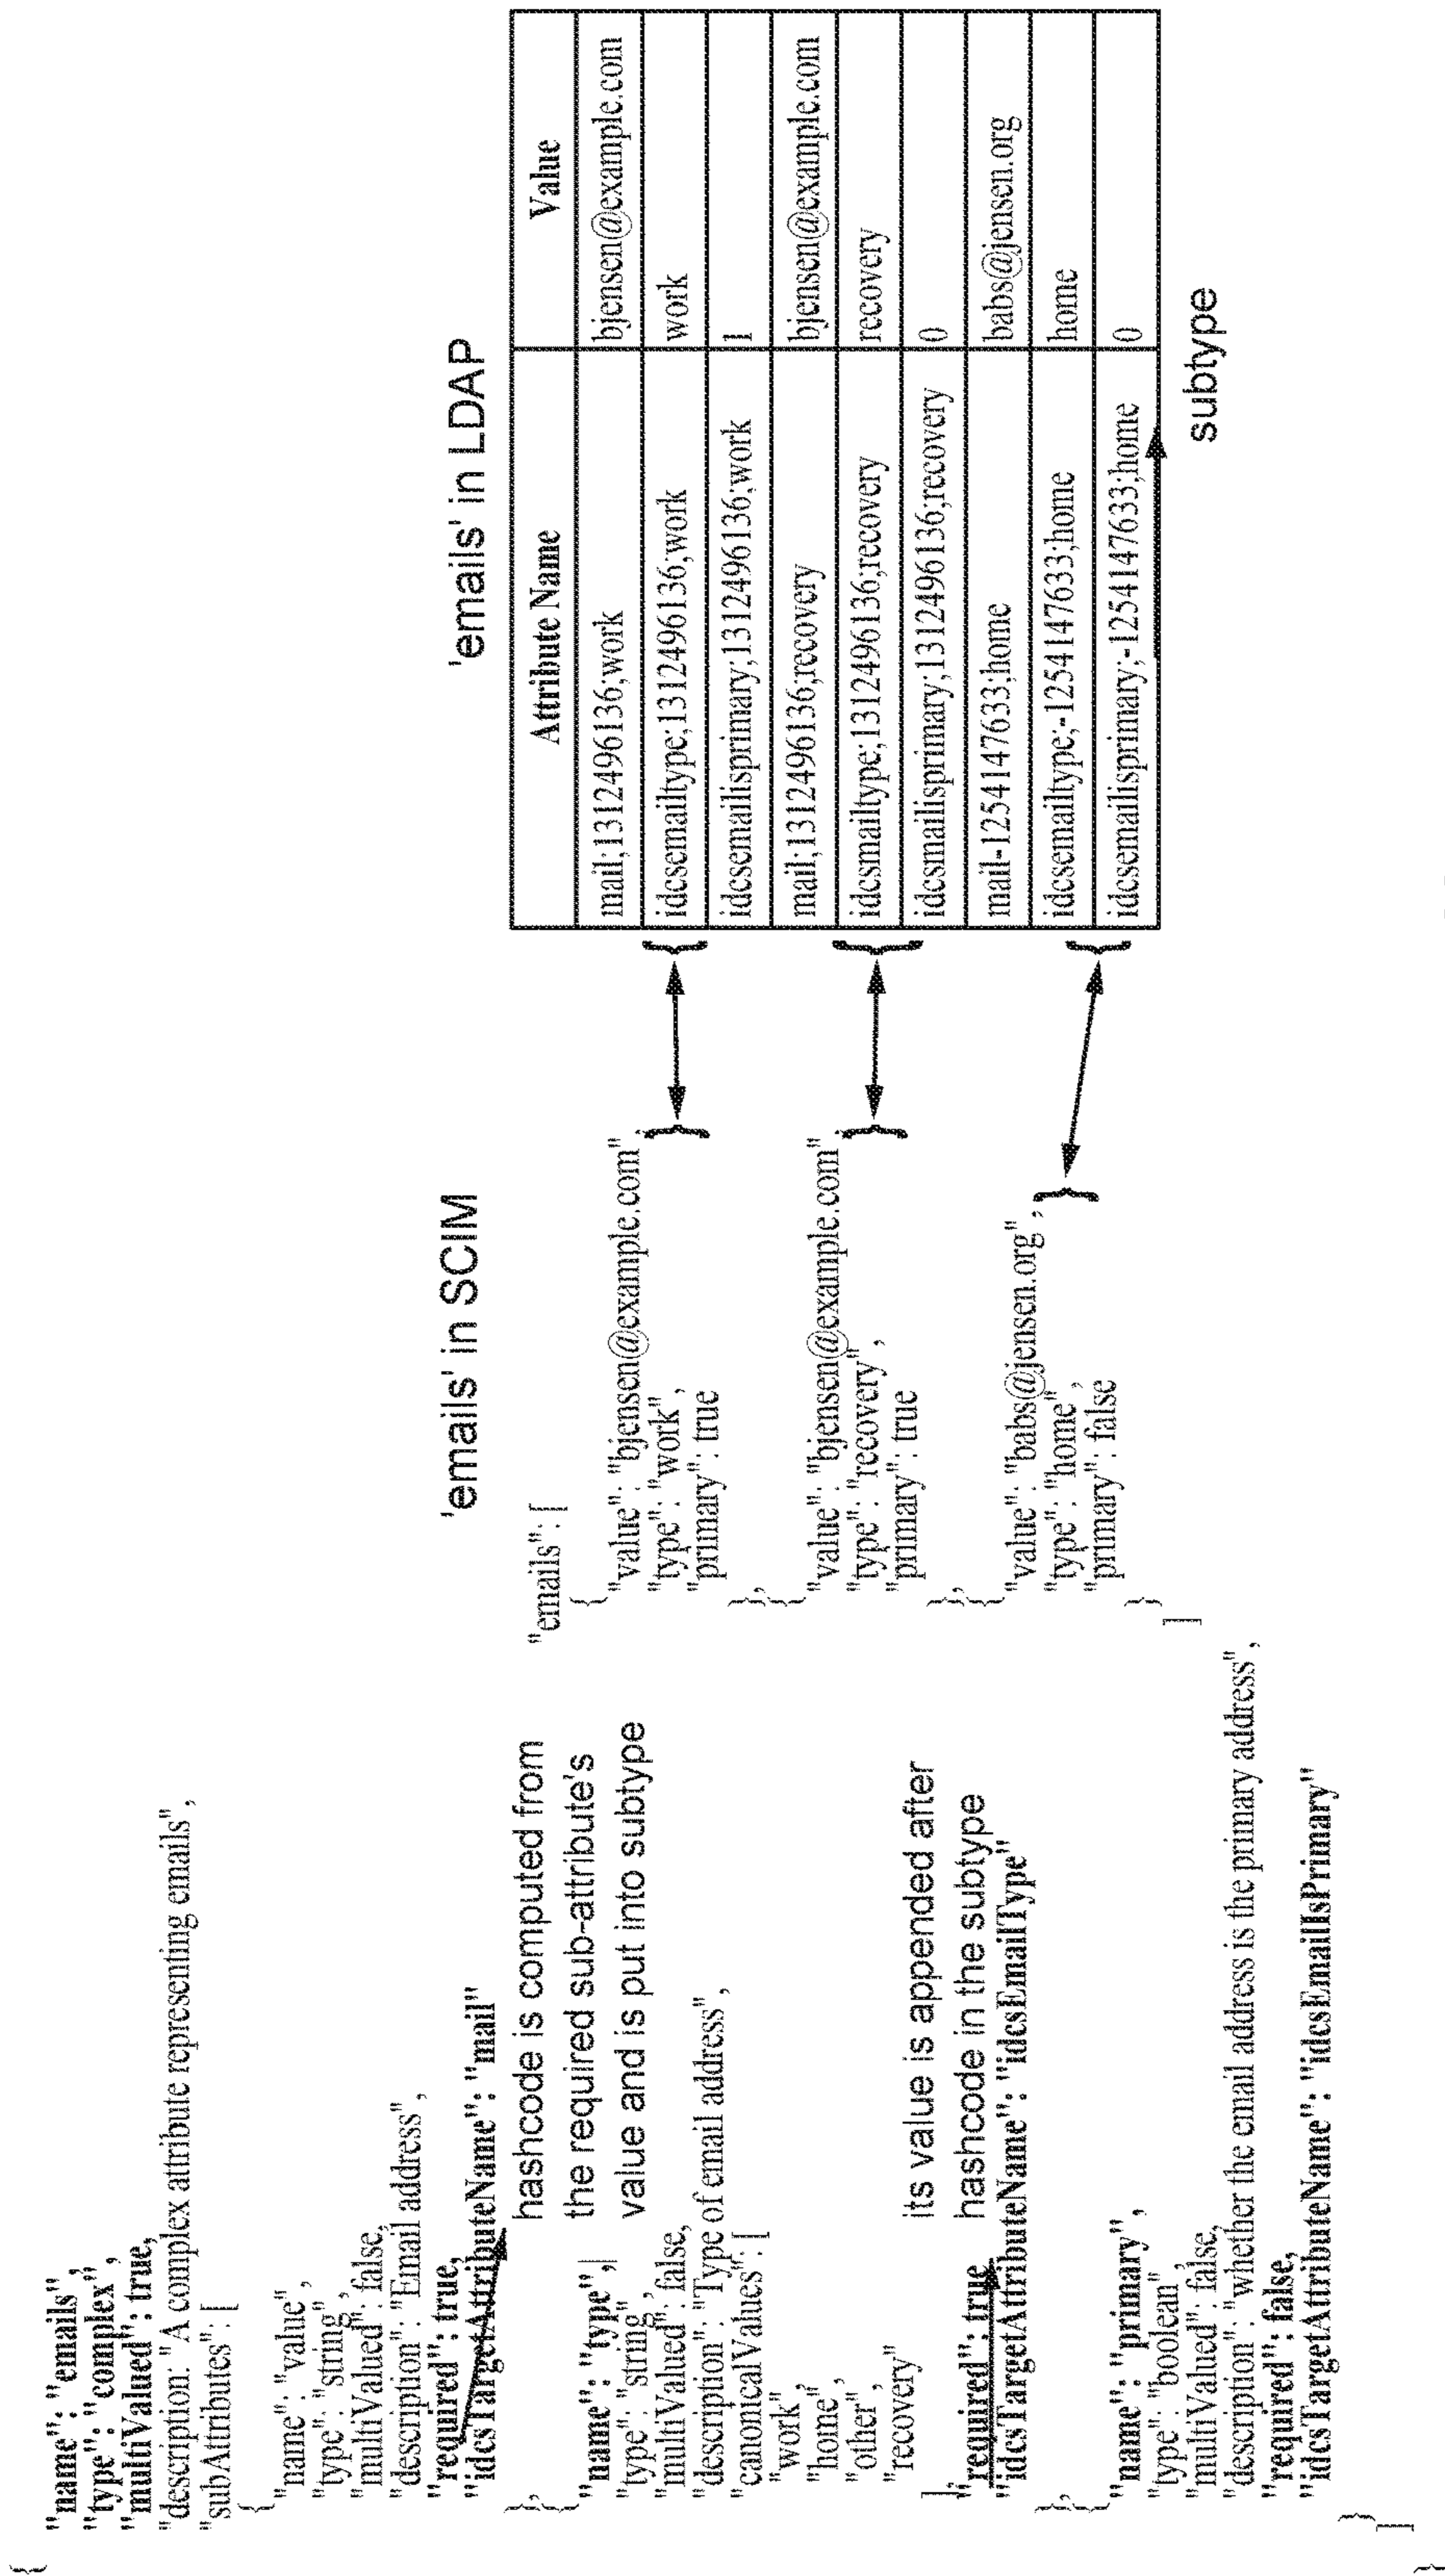 {
"name": "emails",
"type": "complex",
"multiValued": true,
"description: "A complex attribute representing emails",
"subAttributes": [
{
"name": "value",
"type": "string",
"multiValued": false,
"description": "Email address",
"required": true,
"idcsTargetAttributeName": "mail"
hashcode is computed from
the required sub-attribute's
value and is put into subtype
},
{
"name": "type",
"type": "string",
"multiValued": false,
"description": "Type of email address",
"canonicalValues": [
"work",
"home",
"other",
"recovery"
],
its value is appended after
hashcode in the subtype
"required": true
"idcsTargetAttributeName": "idcsEmailType"
},
{
"name": "primary",
"type": "boolean"
"multiValued": false,
"description": "whether the email address is the primary address",
"required": false,
"idcsTargetAttributeName": "idcsEmailIsPrimary"
}
]
}
'emails' in SCIM
"emails": [
{
"value": "bjensen@example.com",
"type": "work",
"primary": true
},
{
"value": "bjensen@example.com",
"type": "recovery",
"primary": true
},
{
"value": "babs@jensen.org",
"type": "home",
"primary": false
}
]
'emails' in LDAP
Attribute Name Value
mail;1312496136;work bjensen@example.com
idcsemailtype;1312496136;work work
idcsemailisprimary;1312496136;work 1
mail;1312496136;recovery bjensen@example.com
idcsmailtype;1312496136;recovery recovery
idcsmailisprimary;1312496136;recovery 0
mail-1254147633;home babs@jensen.org
idcsemailtype;-1254147633;home home
idcsemailisprimary;-1254147633;home 0
subtype